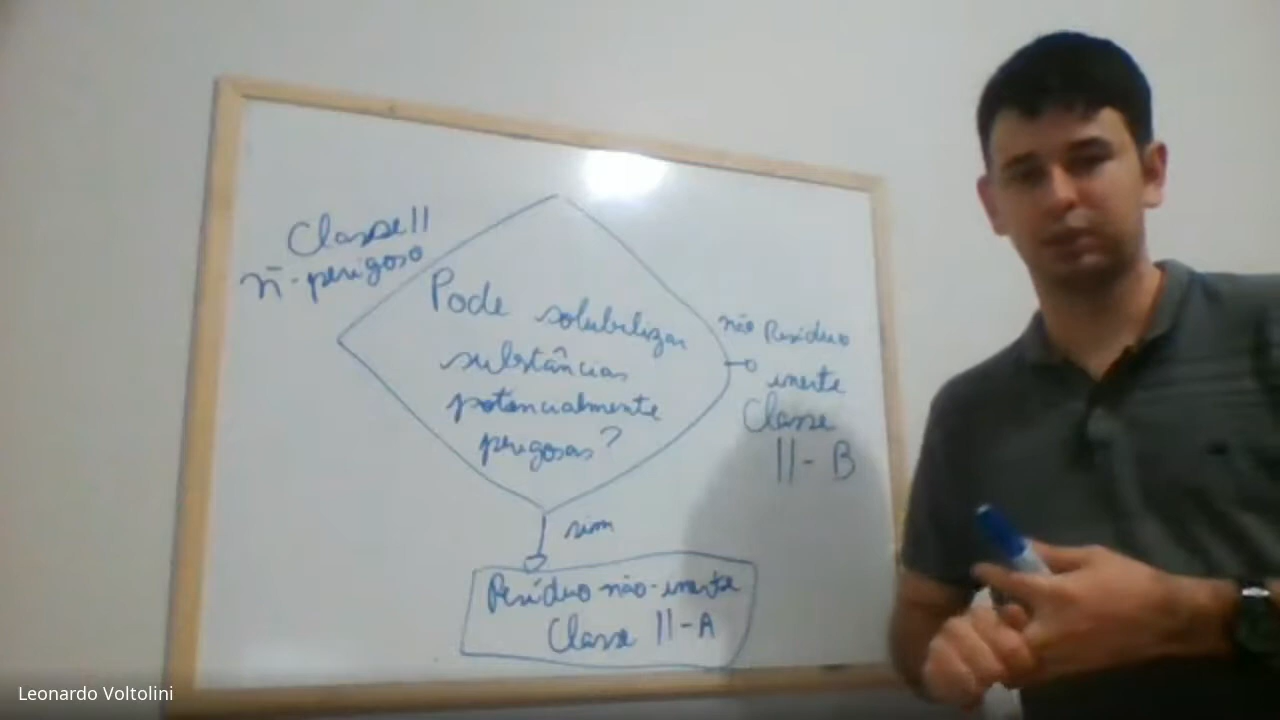 Classe II
ñ-perigoso
Pode solubilizar
substâncias
potencialmente
perigosas?
não Resíduo
inerte
Classe
II-B
sim
Resíduo não-inerte
Classe II-A
Leonardo Voltolini